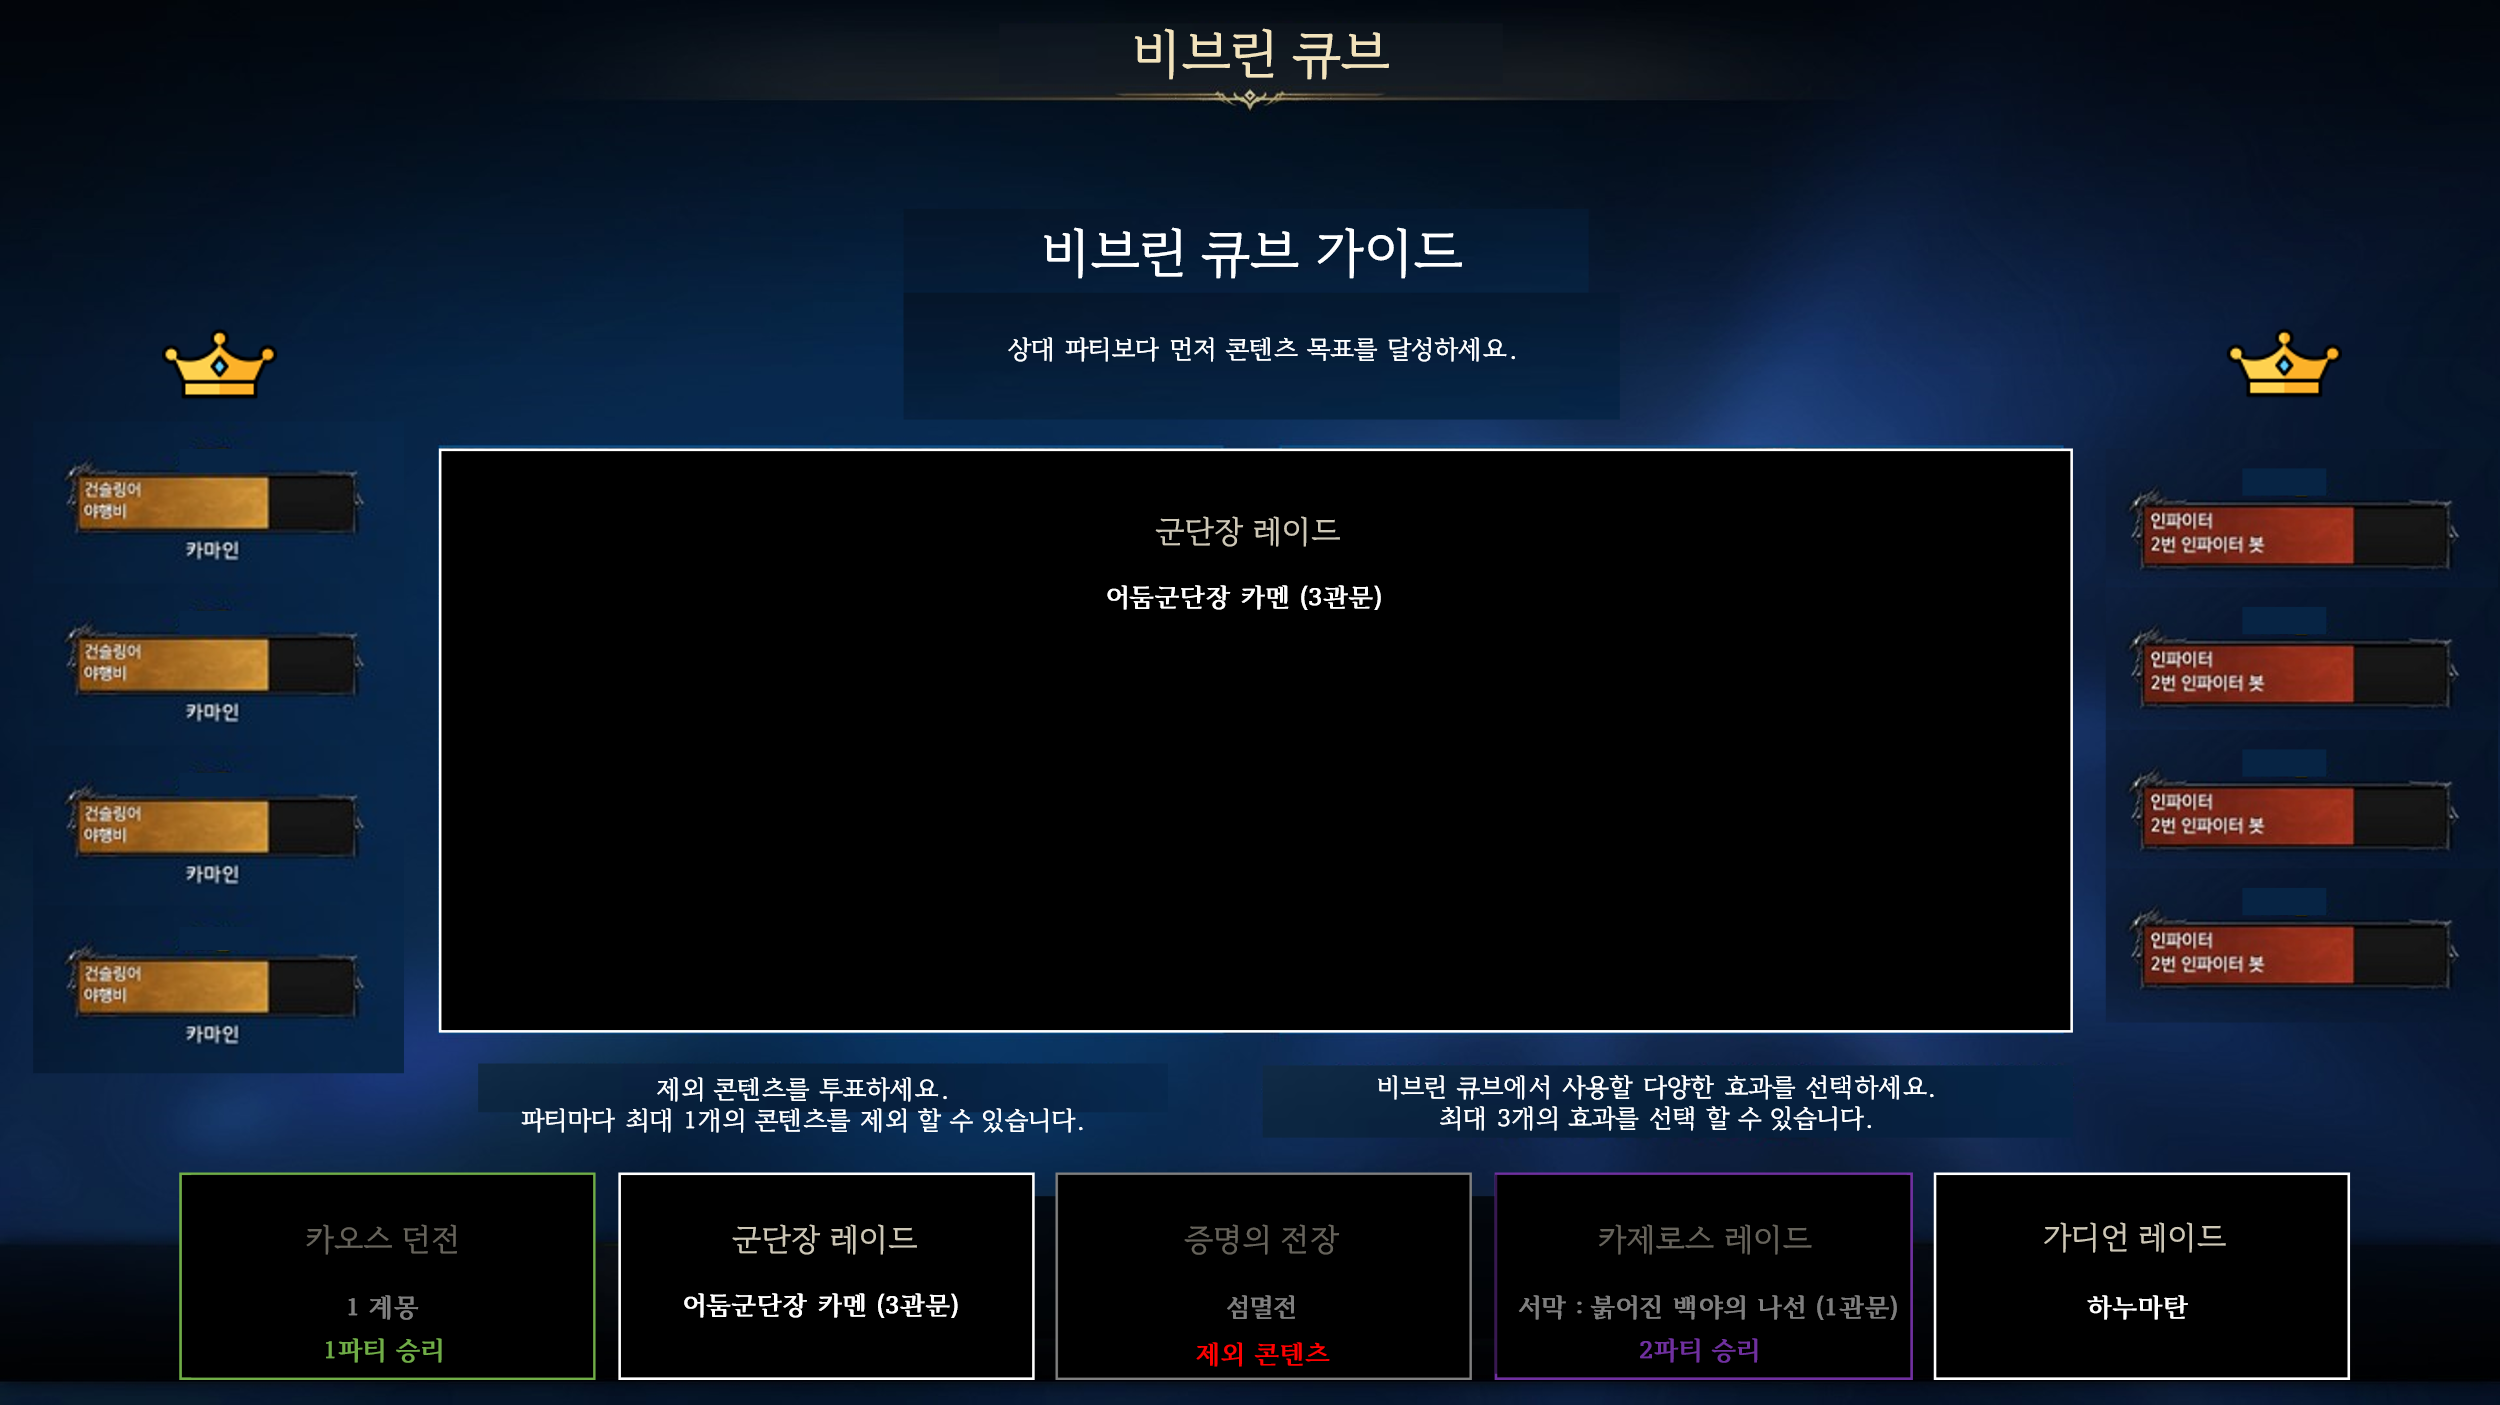 비브린 큐브
비브린 큐브 가이드
상대 파티보다 먼저 콘텐츠 목표를 달성하세요.
건슬링어
야행비
카마인
건슬링어
야행비
카마인
건슬링어
야행비
카마인
건슬링어
야행비
카마인
군단장 레이드
어둠군단장 카멘 (3관문)
인파이터
2번 인파이터 봇
인파이터
2번 인파이터 봇
인파이터
2번 인파이터 봇
인파이터
2번 인파이터 봇
제외 콘텐츠를 투표하세요.
파티마다 최대 1개의 콘텐츠를 제외 할 수 있습니다.
비브린 큐브에서 사용할 다양한 효과를 선택하세요.
최대 3개의 효과를 선택 할 수 있습니다.
카오스 던전
1 계몽
1파티 승리
군단장 레이드
어둠군단장 카멘 (3관문)
증명의 전장
섬멸전
제외 콘텐츠
카제로스 레이드
서막 : 붉어진 백야의 나선 (1관문)
2파티 승리
가디언 레이드
하누마탄